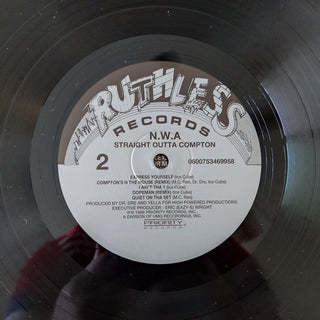 RUTHLESS
RECORDS
N.W.A
STRAIGHT OUTTA COMPTON
2
0600753469958
EXPRESS YOURSELF (Ice Cube)
COMPTON'S N THE HOUSE (REMIX) (M.C. Ren, Dr. Dre, Ice Cube)
I AIN'T THA 1 (Ice Cube)
DOPEMAN (REMIX) (Ice Cube)
QUIET ON THA SET (M.C. Ren)
PRODUCED BY DR. DRE AND YELLA FOR HIGH POWERED PRODUCTIONS
EXECUTIVE PRODUCER - ERIC (EAZY-E) WRIGHT
℗ © 1988 PRIORITY RECORDS, INC.,
A DIVISION OF UMG RECORDINGS, INC.
PRIORITY
RECORDS